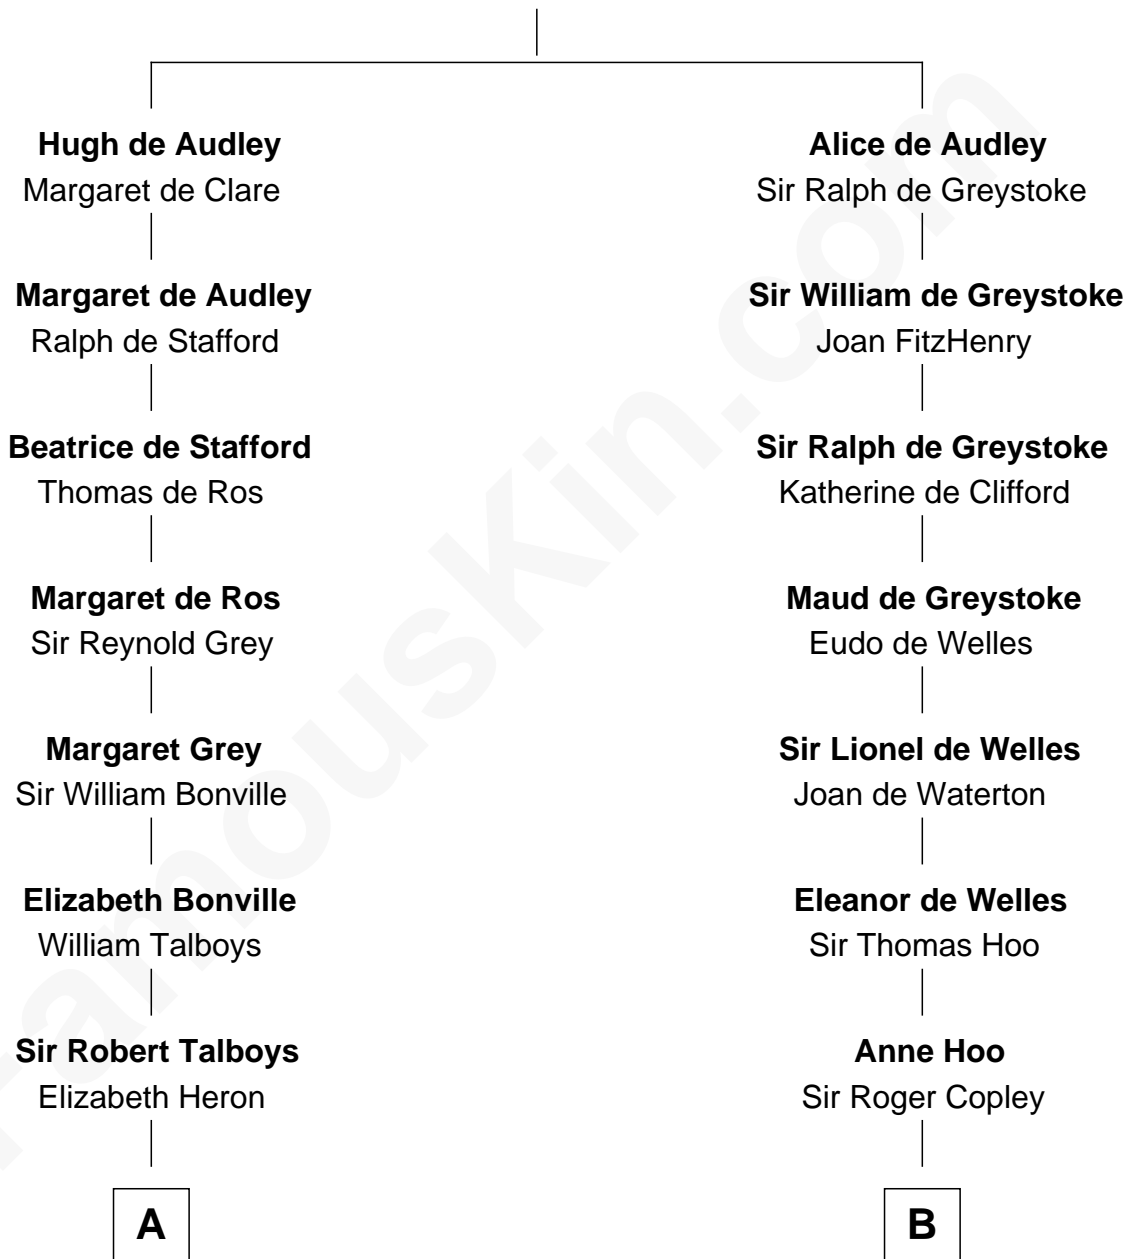 Hugh de Audley
Margaret de Clare
Margaret de Audley
Ralph de Stafford
Beatrice de Stafford
Thomas de Ros
Margaret de Ros
Sir Reynold Grey
Margaret Grey
Sir William Bonville
Elizabeth Bonville
William Talboys
Sir Robert Talboys
Elizabeth Heron
A
Alice de Audley
Sir Ralph de Greystoke
Sir William de Greystoke
Joan FitzHenry
Sir Ralph de Greystoke
Katherine de Clifford
Maud de Greystoke
Eudo de Welles
Sir Lionel de Welles
Joan de Waterton
Eleanor de Welles
Sir Thomas Hoo
Anne Hoo
Sir Roger Copley
B
FamousKin.com